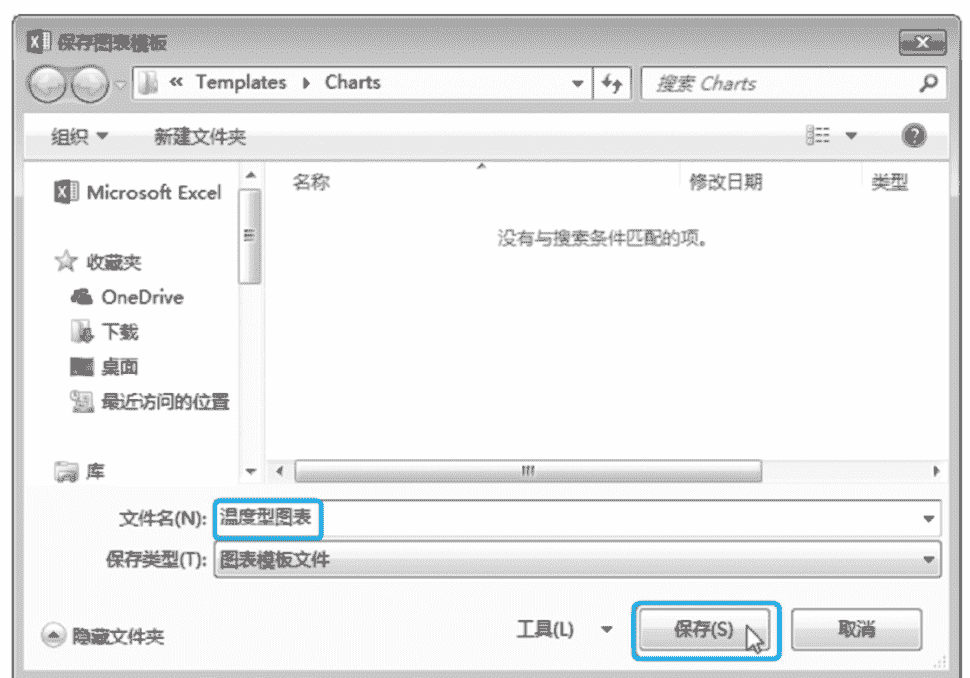 保存图表模板
« Templates Charts
搜索 Charts
组织
新建文件夹
Microsoft Excel
收藏夹
OneDrive
下载
桌面
最近访问的位置
库
名称
修改日期
类型
没有与搜索条件匹配的项。
文件名(N): 温度型图表
保存类型(T): 图表模板文件
隐藏文件夹
工具(L)
保存(S)
取消